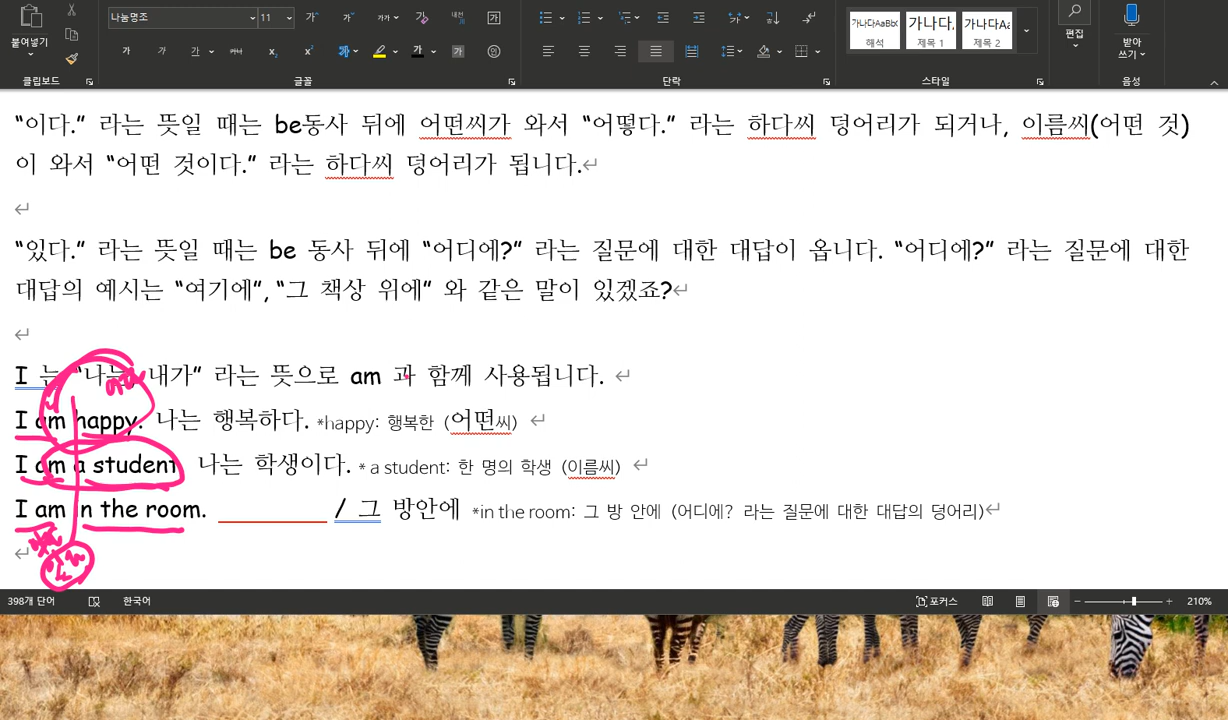 나눔명조
11
가
가
가가
내천
가
붙여넣기
가
가
가
가나다AaBbC
해석
가나다,
제목 1
가나다Aa
제목 2
편집
받아
쓰기
클립보드
글꼴
단락
스타일
음성
“이다.” 라는 뜻일 때는 be동사 뒤에 어떤씨가 와서 “어떻다.” 라는 하다씨 덩어리가 되거나, 이름씨(어떤 것)
이 와서 “어떤 것이다.” 라는 하다씨 덩어리가 됩니다.
“있다.” 라는 뜻일 때는 be 동사 뒤에 “어디에?” 라는 질문에 대한 대답이 옵니다. “어디에?” 라는 질문에 대한
대답의 예시는 “여기에”, “그 책상 위에” 와 같은 말이 있겠죠?
I 는 “나는, 내가” 라는 뜻으로 am 과 함께 사용됩니다.
I am happy. 나는 행복하다. *happy: 행복한 (어떤씨)
I am a student 나는 학생이다. * a student: 한 명의 학생 (이름씨)
I am in the room. / 그 방안에 *in the room: 그 방 안에 (어디에? 라는 질문에 대한 대답의 덩어리)
398개 단어
한국어
포커스
210%